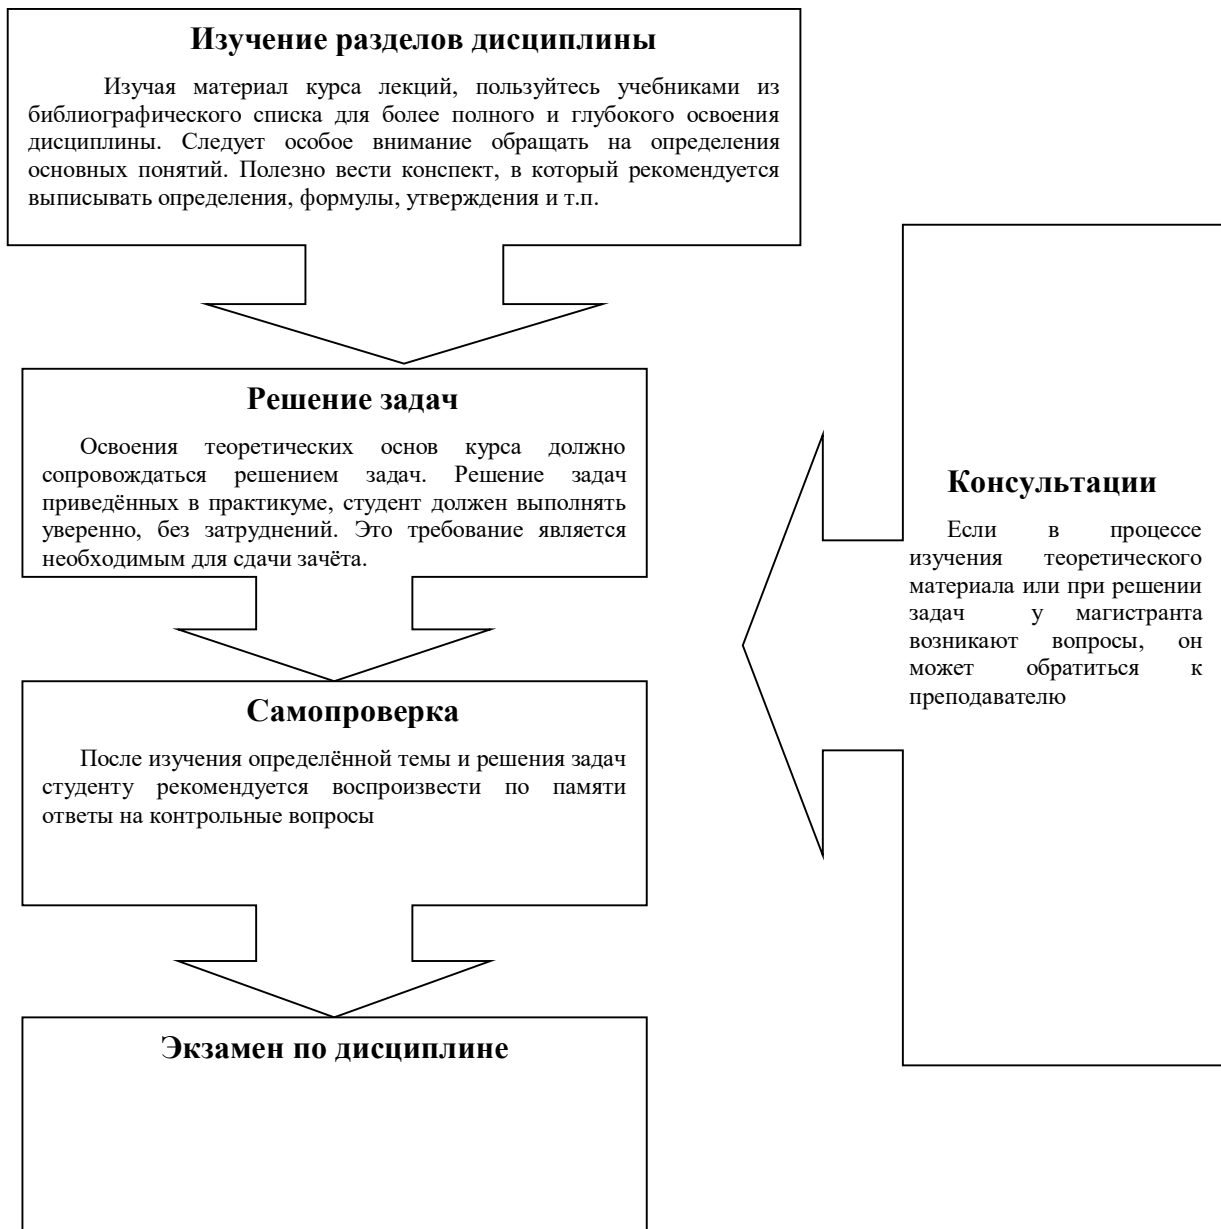 Изучение разделов дисциплины
Изучая материал курса лекций, пользуйтесь учебниками из
библиографического списка для более полного и глубокого освоения
дисциплины. Следует особое внимание обращать на определения
основных понятий. Полезно вести конспект, в который рекомендуется
выписывать определения, формулы, утверждения и т.п.
Решение задач
Освоения теоретических основ курса должно
сопровождаться решением задач. Решение задач
приведённых в практикуме, студент должен выполнять
уверенно, без затруднений. Это требование является
необходимым для сдачи зачёта.
Самопроверка
После изучения определённой темы и решения задач
студенту рекомендуется воспроизвести по памяти
ответы на контрольные вопросы
Экзамен по дисциплине
Консультации
Если в процессе
изучения теоретического
материала или при решении
задач у магистранта
возникают вопросы, он
может обратиться к
преподавателю